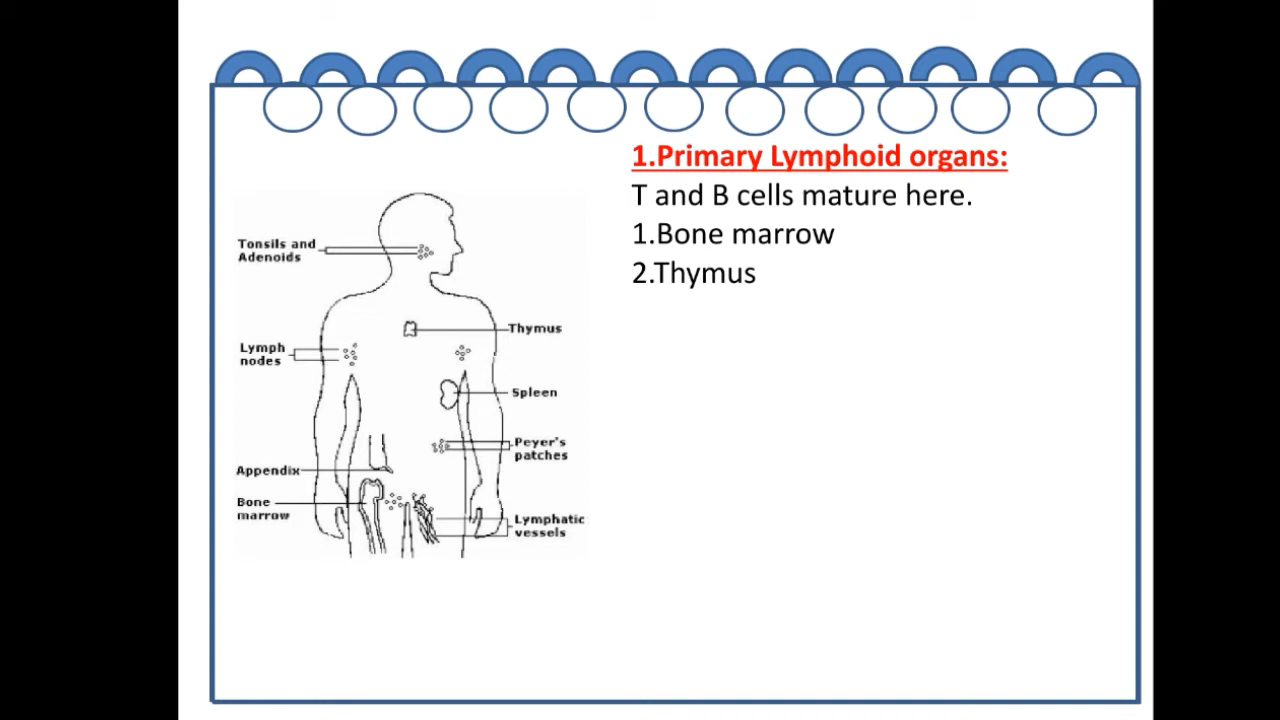 1.Primary Lymphoid organs:
T and B cells mature here.
1.Bone marrow
2.Thymus
Tonsils and
Adenoids
Thymus
Lymph
nodes
Spleen
Peyer's
patches
Appendix
Bone
marrow
Lymphatic
vessels